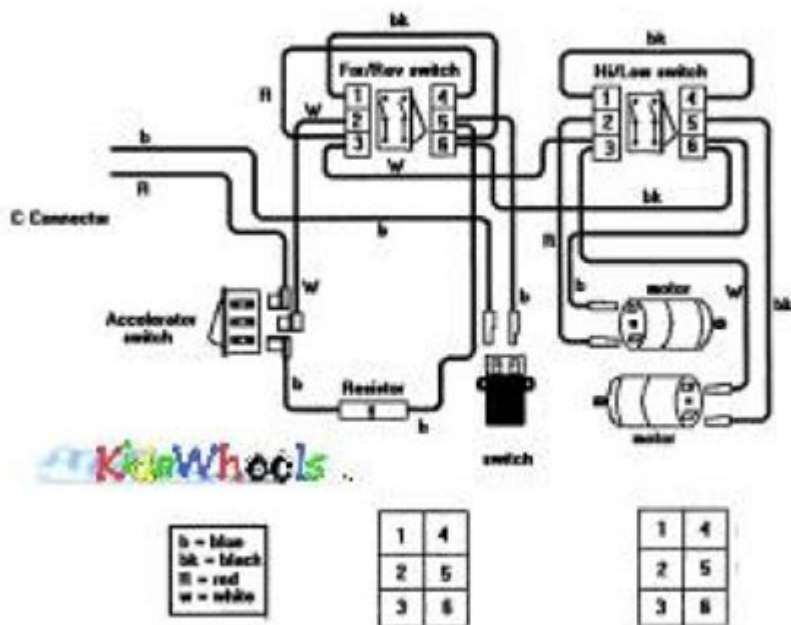 bk
For/Rev switch
bk
Hi/Low switch
R
W
1
2
3
4
5
6
1
2
3
4
5
6
b
R
W
bk
C Connector
b
R
W
b
b
motor
W
bk
Accelerator
switch
b
Resistor
b
motor
switch
KidsWheels
b = blue
bk = black
R = red
w = white
1 4
2 5
3 6
1 4
2 5
3 6